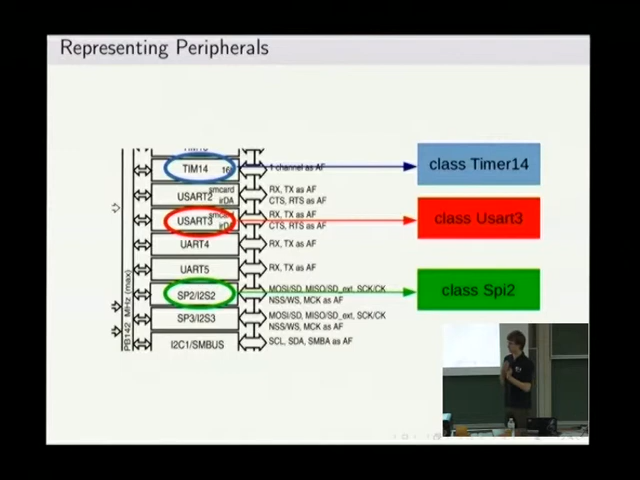 Representing Peripherals
TIM14 16
1 channel as AF
class Timer14
USART2 smcard irDA
RX, TX as AF
CTS, RTS as AF
USART3 smcard irDA
RX, TX as AF
CTS, RTS as AF
class Usart3
UART4
RX, TX as AF
UART5
RX, TX as AF
SP2/I2S2
MOSI/SD, MISO/SD_ext, SCK/CK
NSS/WS, MCK as AF
class Spi2
SP3/I2S3
MOSI/SD, MISO/SD_ext, SCK/CK
NSS/WS, MCK as AF
I2C1/SMBUS
SCL, SDA, SMBA as AF
MHz (max)